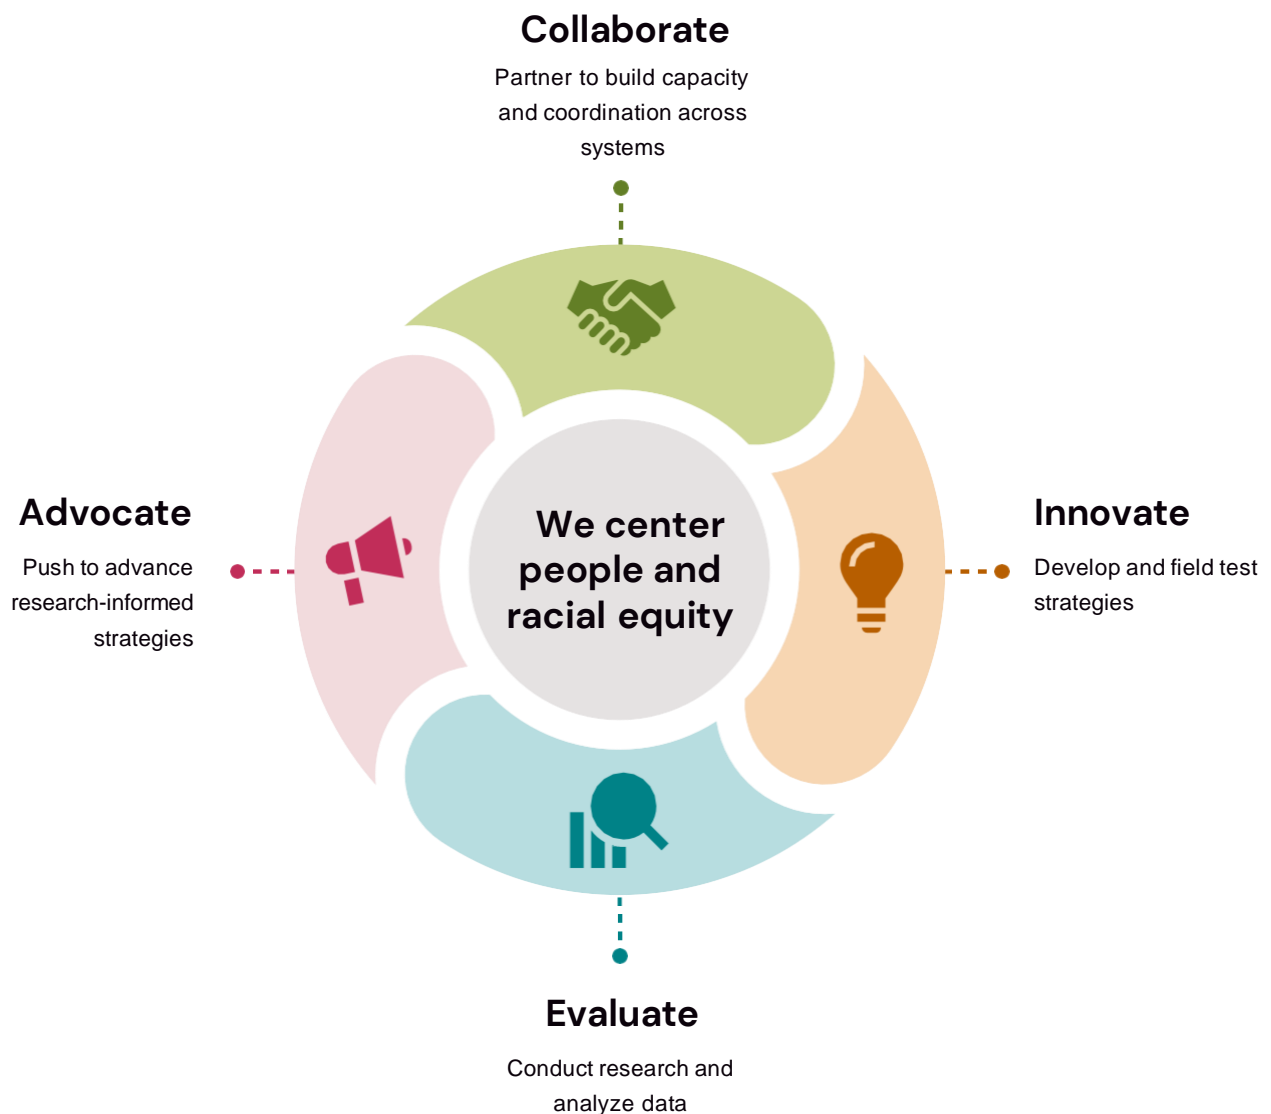 Collaborate
Partner to build capacity
and coordination across
systems
Advocate
Push to advance
research-informed
strategies
We center
people and
racial equity
Innovate
Develop and field test
strategies
Evaluate
Conduct research and
analyze data